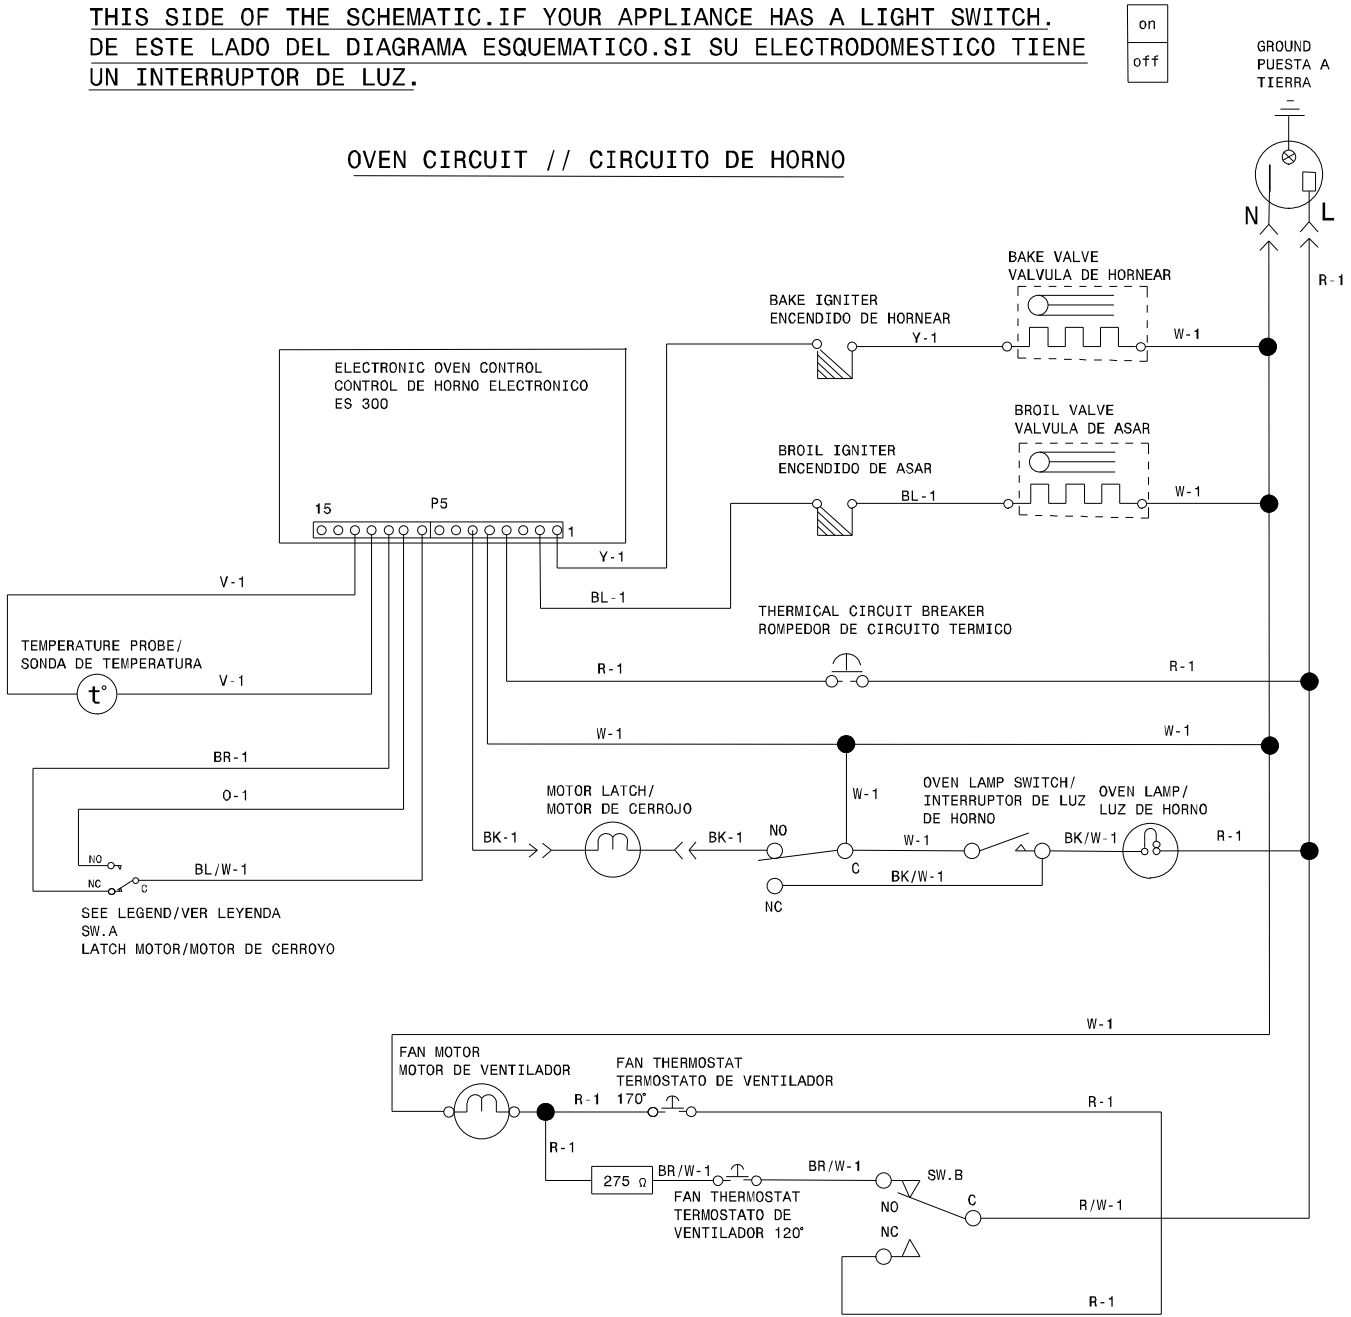 THIS SIDE OF THE SCHEMATIC.IF YOUR APPLIANCE HAS A LIGHT SWITCH.
DE ESTE LADO DEL DIAGRAMA ESQUEMATICO.SI SU ELECTRODOMESTICO TIENE
UN INTERRUPTOR DE LUZ.
on
off
GROUND
PUESTA A
TIERRA
OVEN CIRCUIT // CIRCUITO DE HORNO
N
L
R-1
BAKE VALVE
VALVULA DE HORNEAR
BAKE IGNITER
ENCENDIDO DE HORNEAR
Y-1
W-1
ELECTRONIC OVEN CONTROL
CONTROL DE HORNO ELECTRONICO
ES 300
BROIL VALVE
VALVULA DE ASAR
BROIL IGNITER
ENCENDIDO DE ASAR
BL-1
W-1
15
P5
1
Y-1
V-1
BL-1
THERMICAL CIRCUIT BREAKER
ROMPEDOR DE CIRCUITO TERMICO
TEMPERATURE PROBE/
SONDA DE TEMPERATURA
t°
V-1
R-1
R-1
W-1
W-1
BR-1
O-1
MOTOR LATCH/
MOTOR DE CERROJO
W-1
OVEN LAMP SWITCH/
INTERRUPTOR DE LUZ
DE HORNO
OVEN LAMP/
LUZ DE HORNO
BK-1
BK-1
NO
C
W-1
BK/W-1
R-1
BK/W-1
NC
NO
NC
C
BL/W-1
SEE LEGEND/VER LEYENDA
SW.A
LATCH MOTOR/MOTOR DE CERROYO
W-1
FAN MOTOR
MOTOR DE VENTILADOR
FAN THERMOSTAT
TERMOSTATO DE VENTILADOR
170°
R-1
R-1
R-1
275 Ω
BR/W-1
BR/W-1
SW.B
FAN THERMOSTAT
TERMOSTATO DE
VENTILADOR 120°
NO
C
R/W-1
NC
R-1